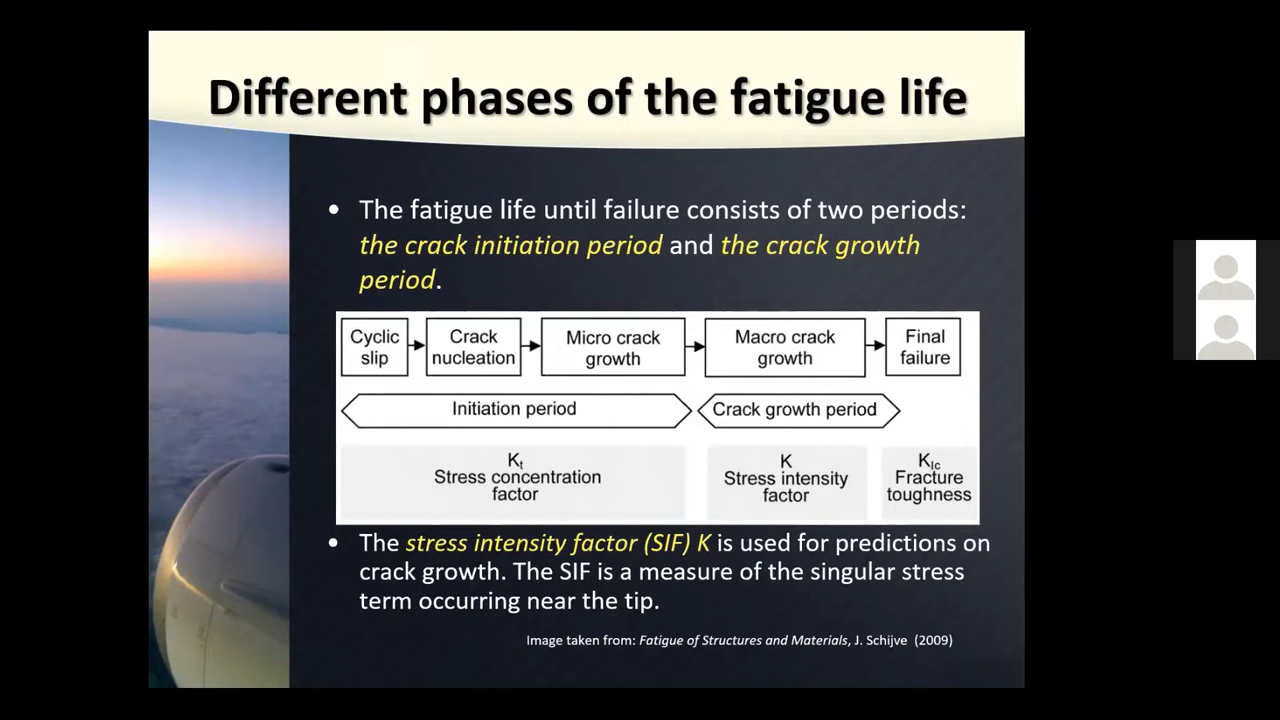 Different phases of the fatigue life
• The fatigue life until failure consists of two periods:
the crack initiation period and the crack growth
period.
Cyclic
slip
Crack
nucleation
Micro crack
growth
Macro crack
growth
Final
failure
Initiation period
Crack growth period
Kt
Stress concentration
factor
K
Stress intensity
factor
KIc
Fracture
toughness
• The stress intensity factor (SIF) K is used for predictions on
crack growth. The SIF is a measure of the singular stress
term occurring near the tip.
Image taken from: Fatigue of Structures and Materials, J. Schijve (2009)